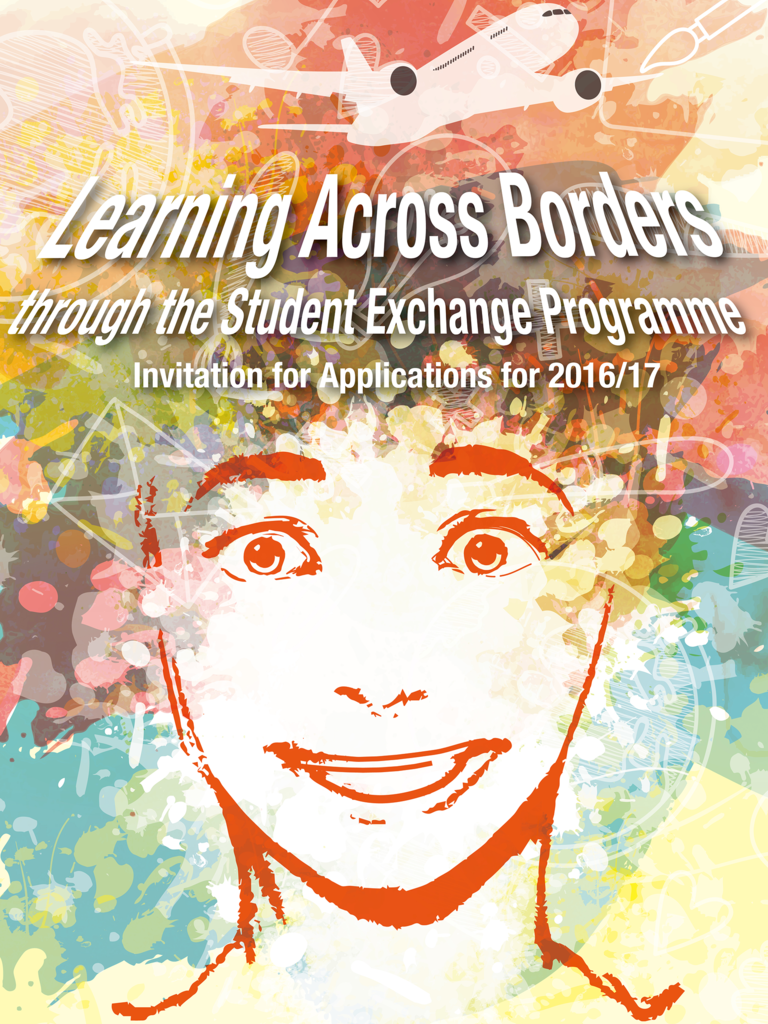 Learning Across Borders
through the Student Exchange Programme
Invitation for Applications for 2016/17